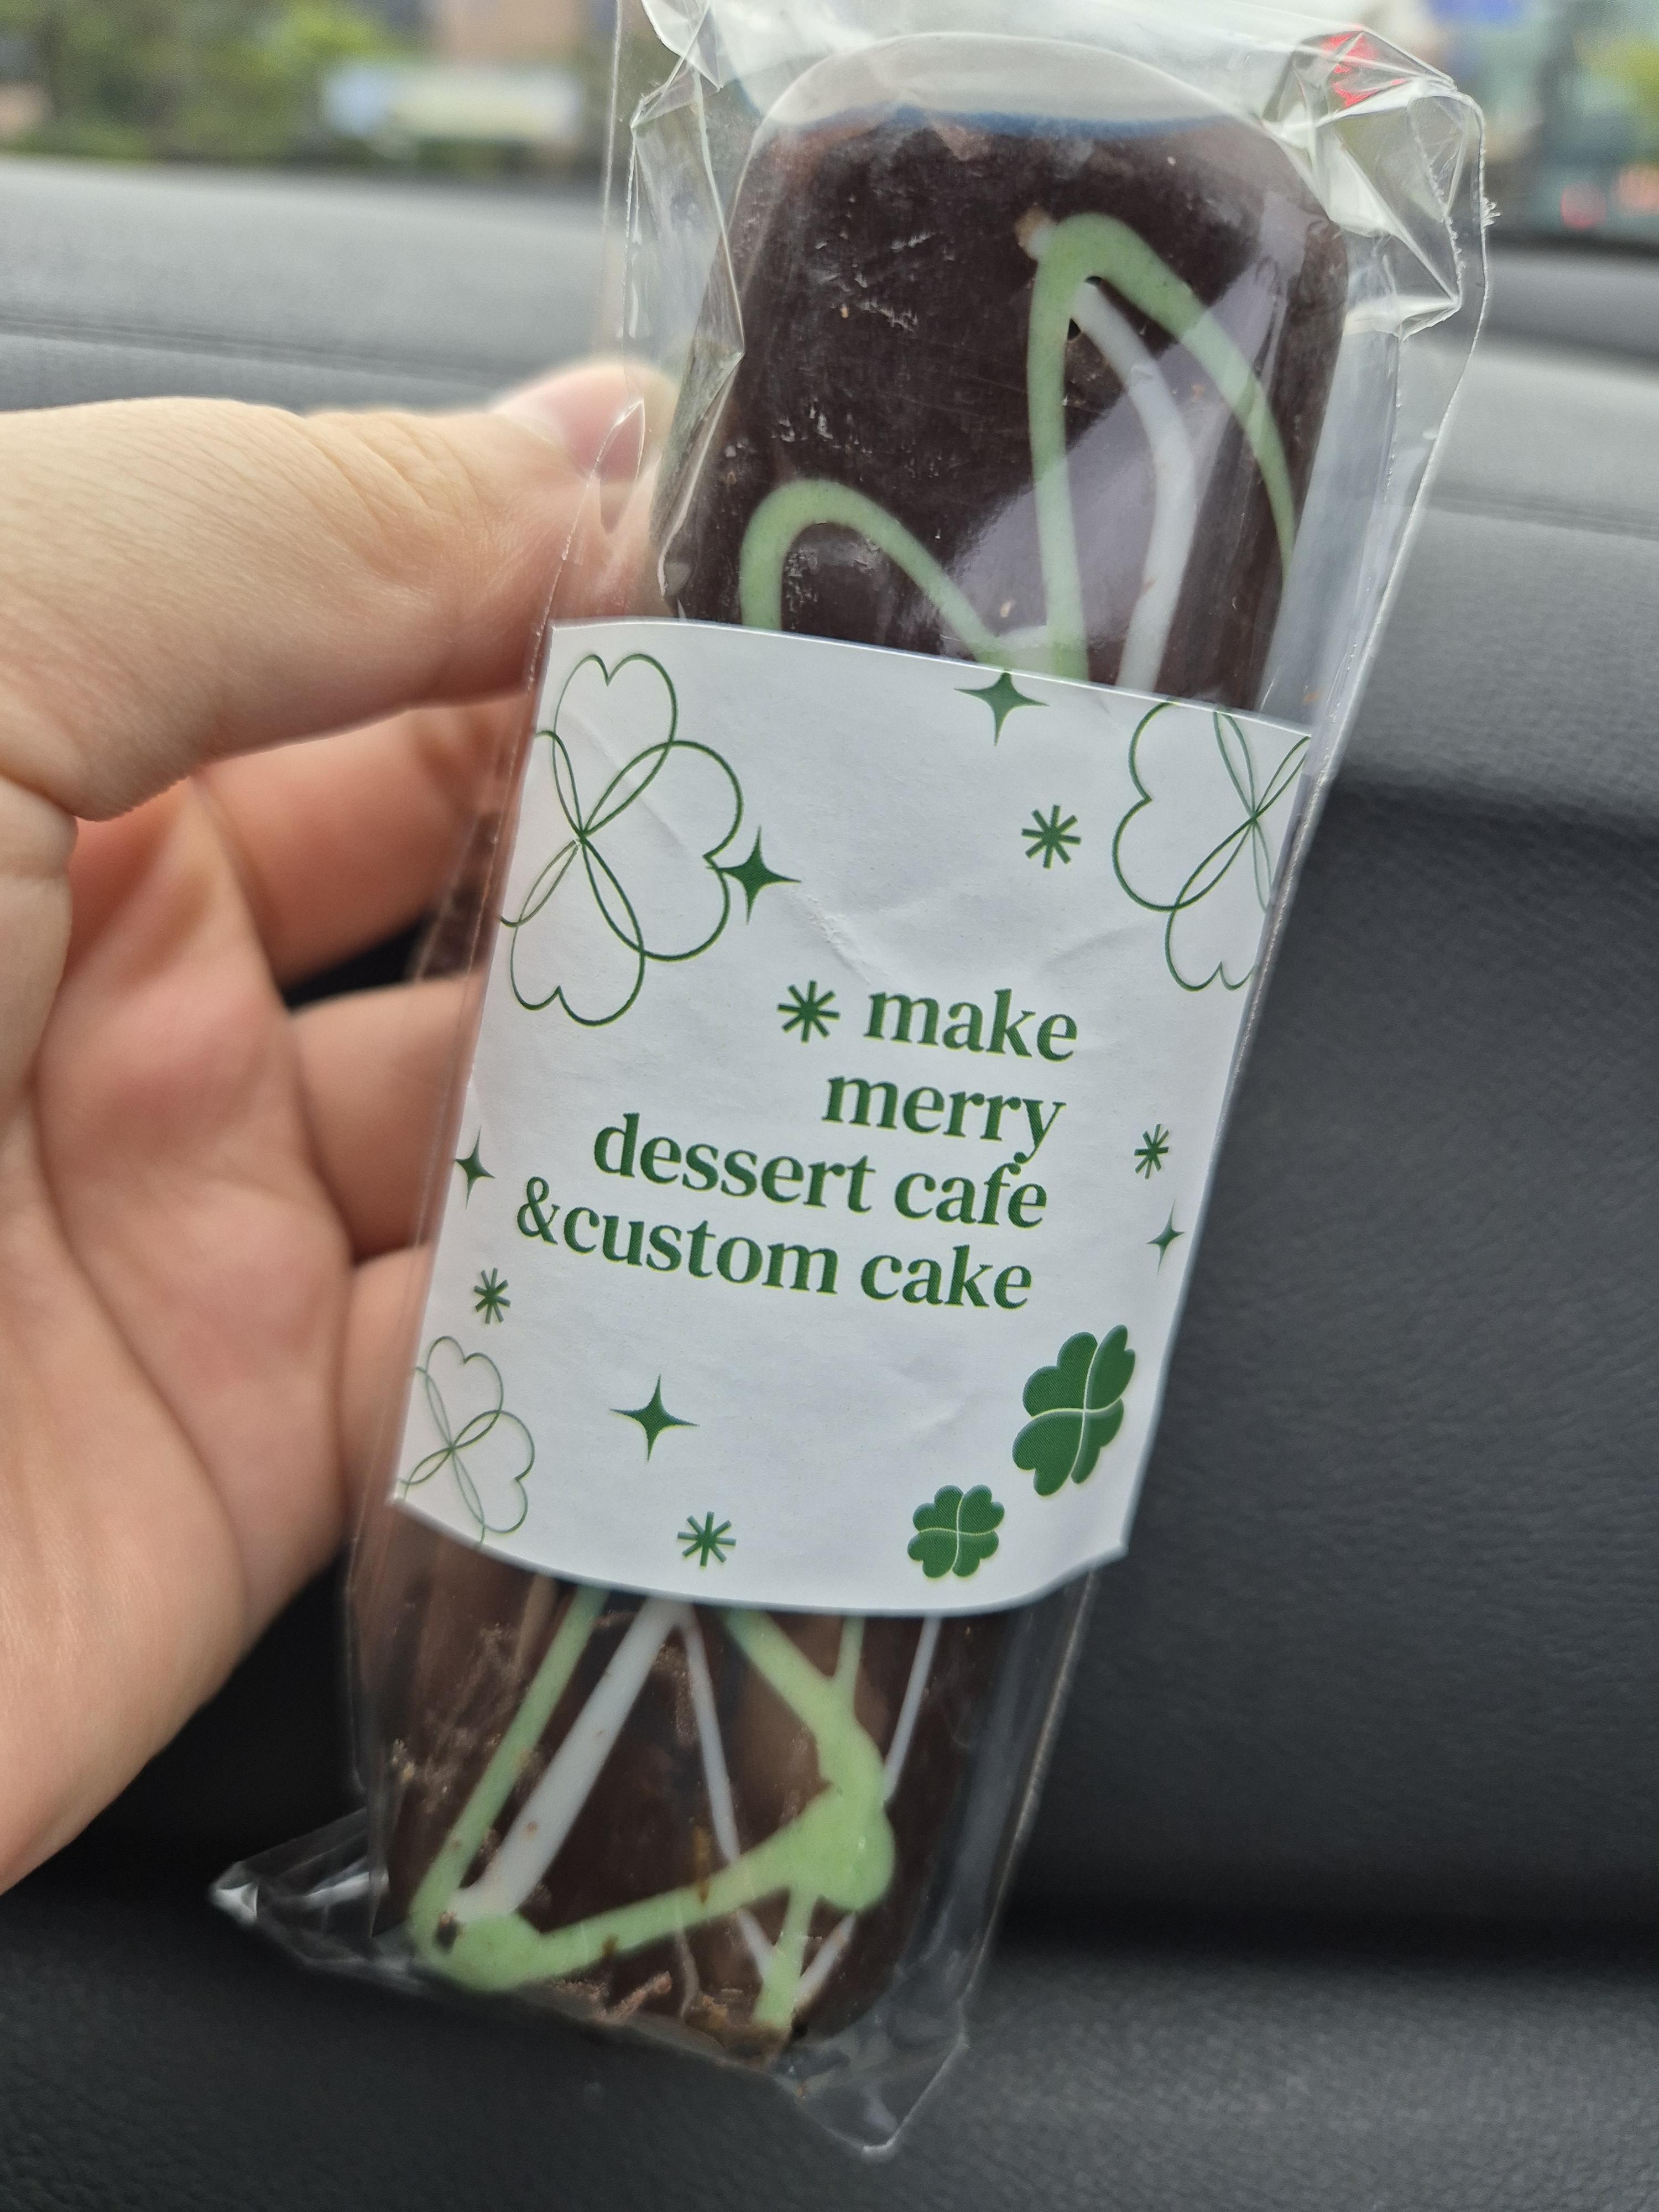 make
merry
dessert cafe
&custom cake